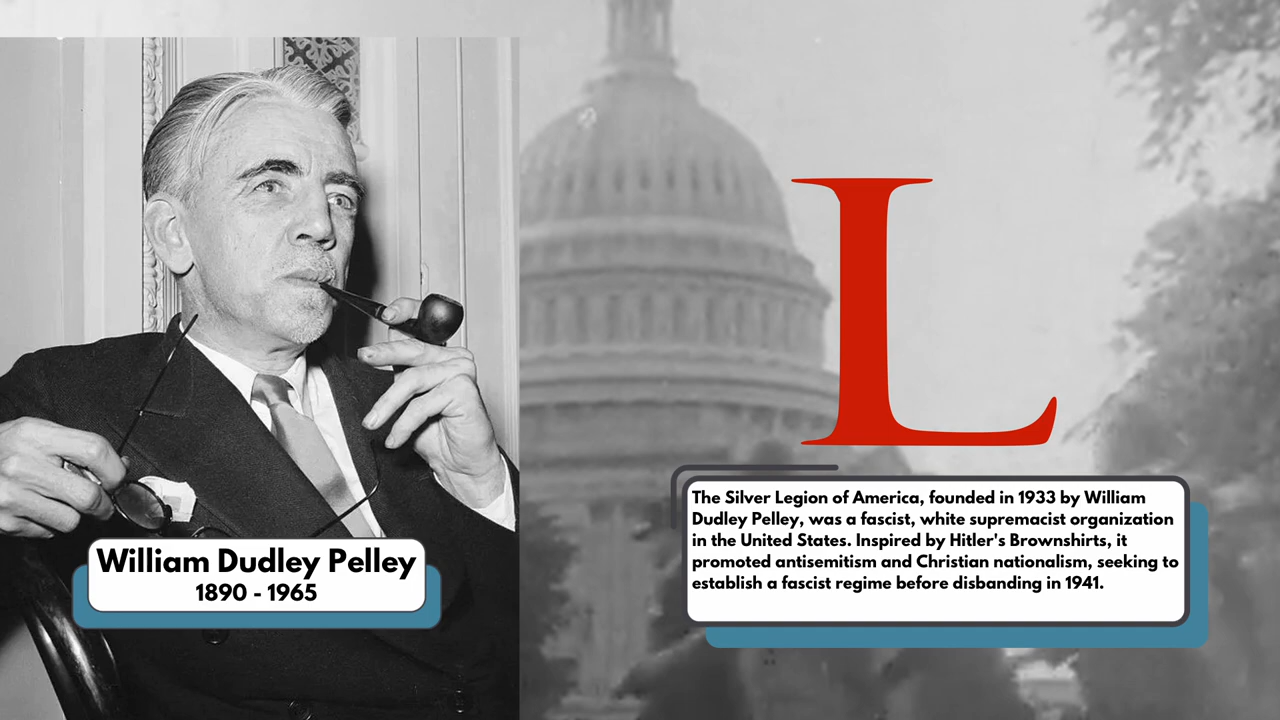 William Dudley Pelley
1890 - 1965
L
The Silver Legion of America, founded in 1933 by William
Dudley Pelley, was a fascist, white supremacist organization
in the United States. Inspired by Hitler's Brownshirts, it
promoted antisemitism and Christian nationalism, seeking to
establish a fascist regime before disbanding in 1941.